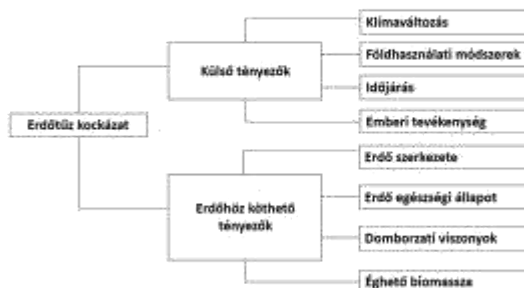 Erdőtűz kockázat
Külső tényezők
Klímaváltozás
Földhasználati módszerek
Időjárás
Emberi tevékenység
Erdőhöz köthető
tényezők
Erdő szerkezete
Erdő egészségi állapot
Domborzati viszonyok
Éghető biomassza